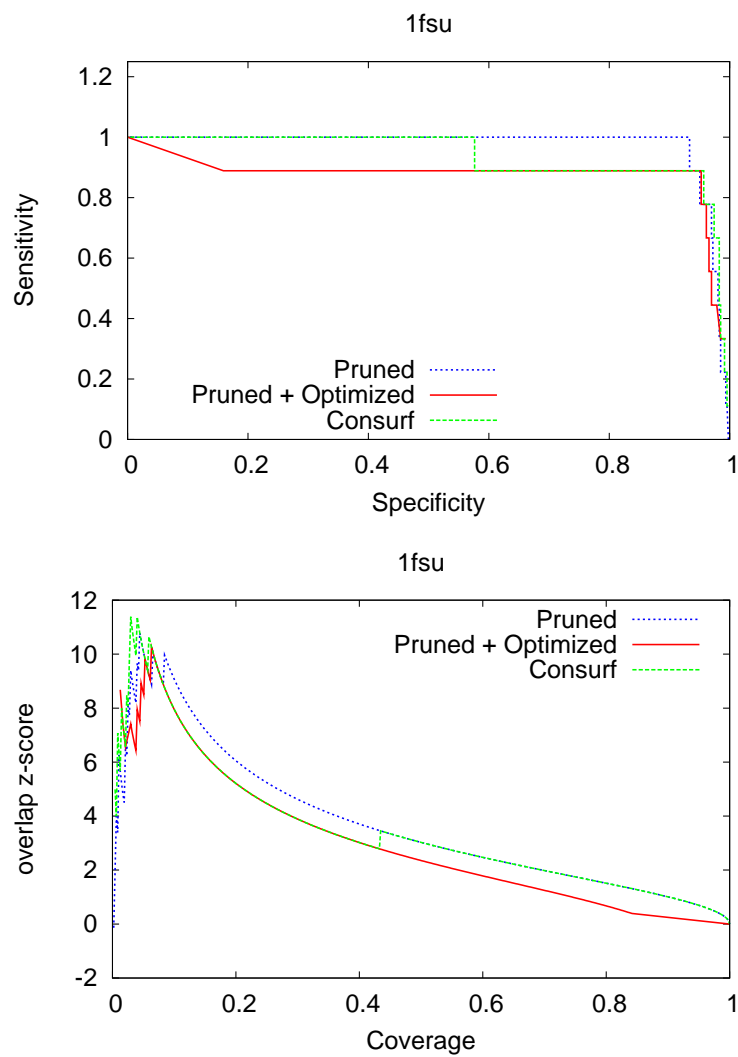 1fsu
1.2
1
0.8
0.6
0.4
0.2
0
Sensitivity
Pruned
Pruned + Optimized
Consurf
0 0.2 0.4 0.6 0.8 1
Specificity
1fsu
12
10
8
6
4
2
0
-2
overlap z-score
Pruned
Pruned + Optimized
Consurf
0 0.2 0.4 0.6 0.8 1
Coverage